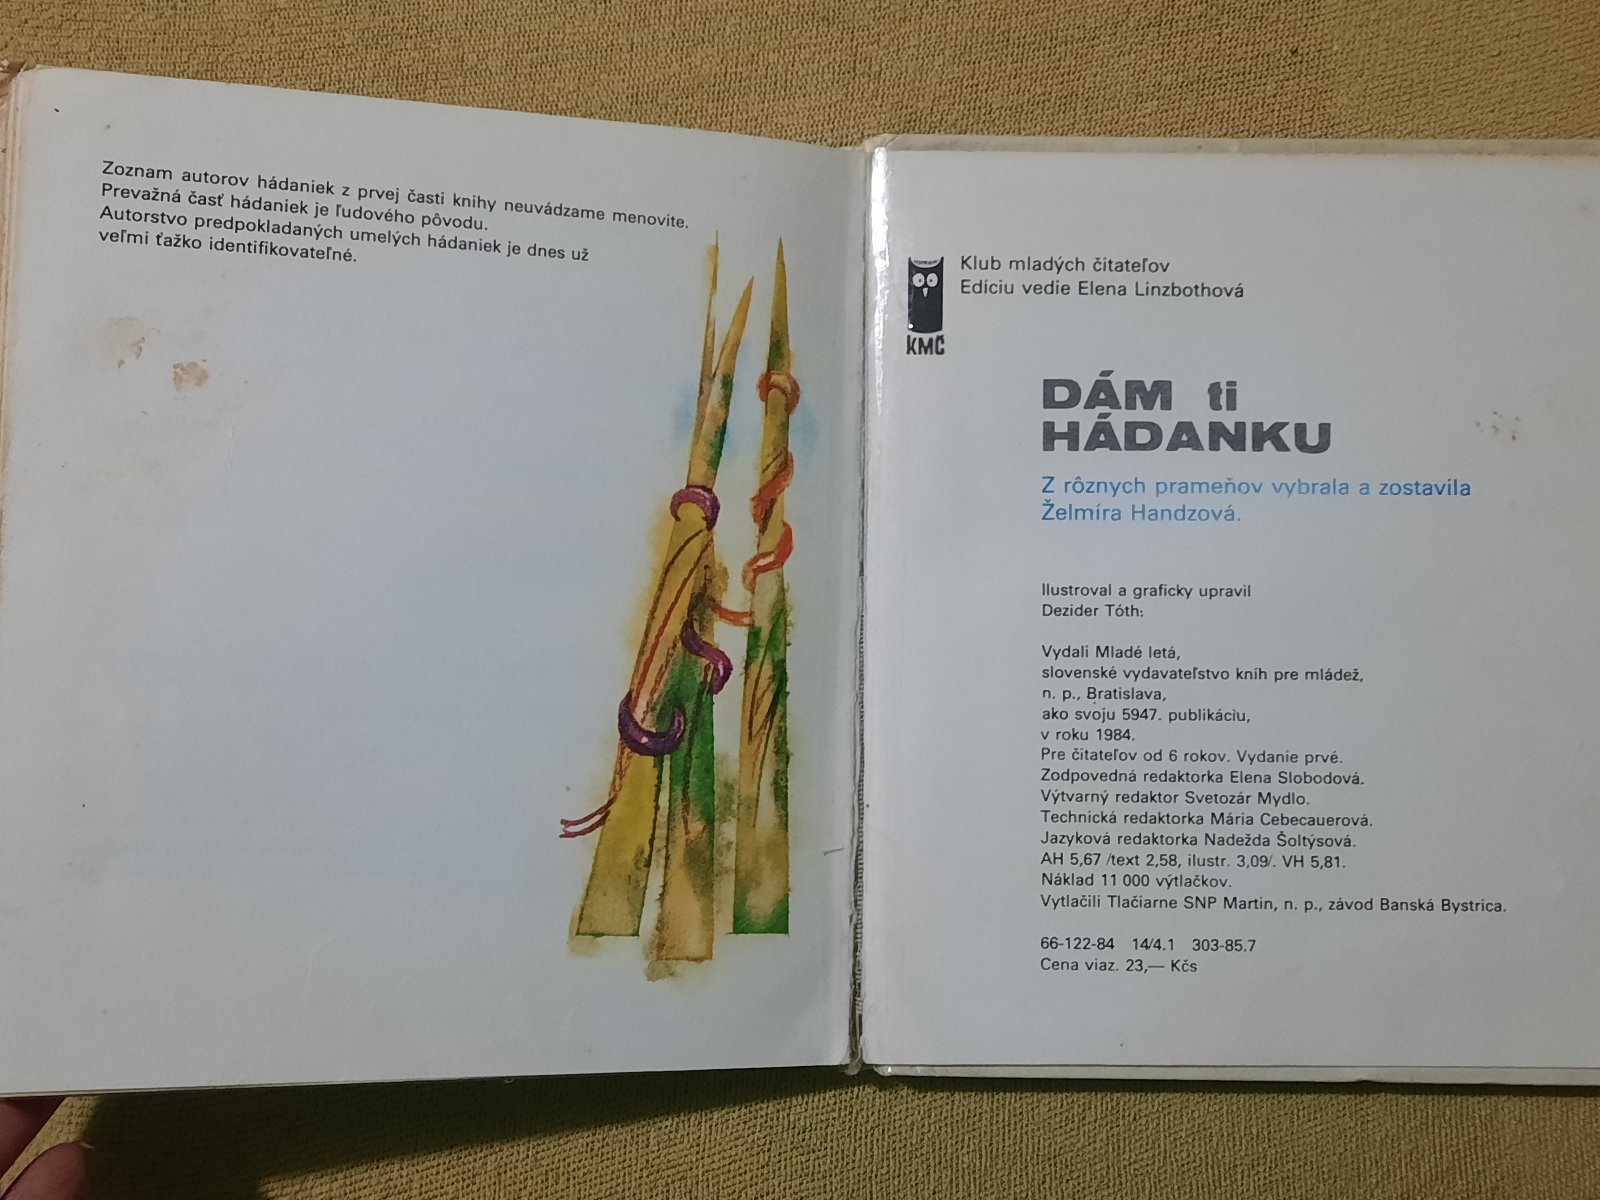 Zoznam autorov hádaniek z prvej časti knihy neuvádzame menovite.
Prevažná časť hádaniek je ľudového pôvodu.
Autorstvo predpokladaných umelých hádaniek je dnes už
veľmi ťažko identifikovateľné.
Klub mladých čitateľov
Edíciu vedie Elena Linzbothová
KMČ
DÁM ti
HÁDANKU
Z rôznych prameňov vybrala a zostavila
Želmíra Handzová.
Ilustroval a graficky upravil
Dezider Tóth:
Vydali Mladé letá,
slovenské vydavateľstvo kníh pre mládež,
n. p., Bratislava,
ako svoju 5947. publikáciu,
v roku 1984.
Pre čitateľov od 6 rokov. Vydanie prvé.
Zodpovedná redaktorka Elena Slobodová.
Výtvarný redaktor Svetozár Mydlo.
Technická redaktorka Mária Cebecauerová.
Jazyková redaktorka Nadežda Šoltýsová.
AH 5,67 /text 2,58, ilustr. 3,09/. VH 5,81.
Náklad 11 000 výtlačkov.
Vytlačili Tlačiarne SNP Martin, n. p., závod Banská Bystrica.
66-122-84 14/4.1 303-85.7
Cena viaz. 23,— Kčs